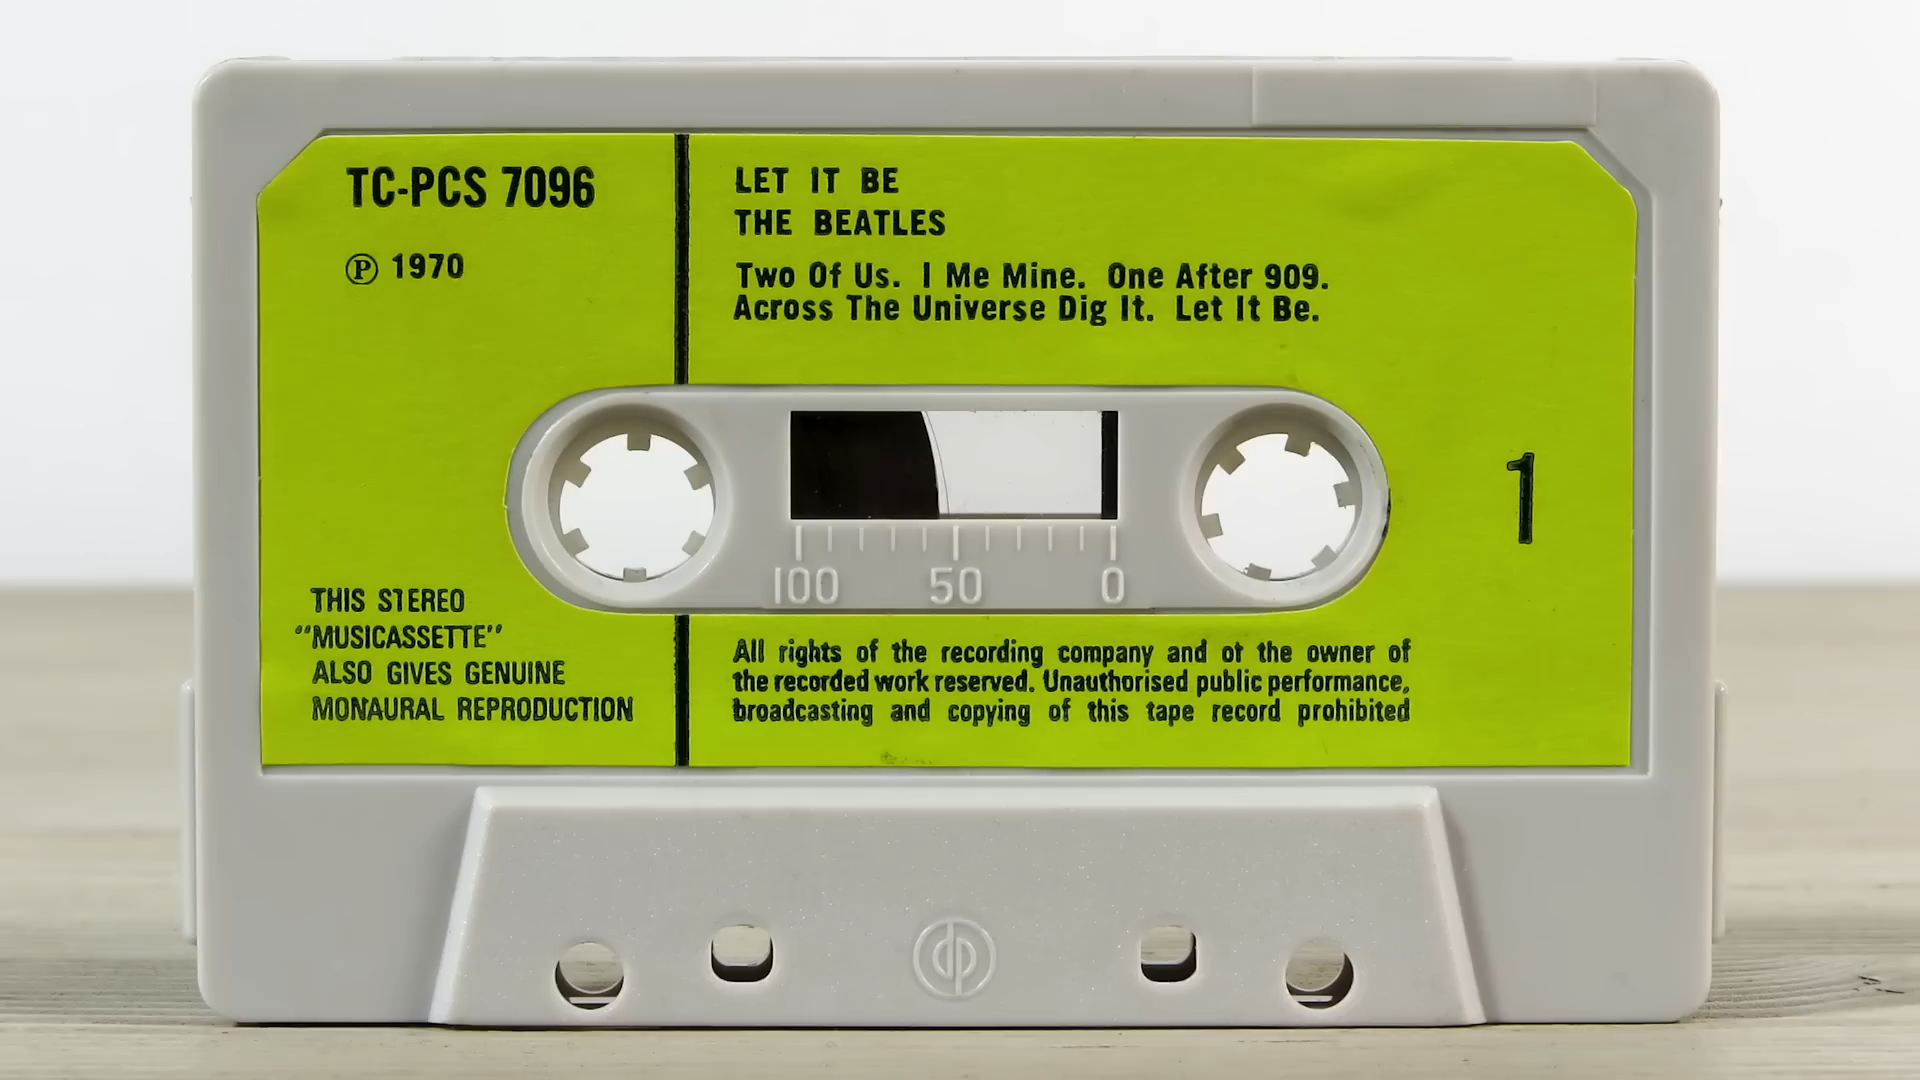 TC-PCS 7096
Ⓟ 1970
LET IT BE
THE BEATLES
Two Of Us. I Me Mine. One After 909.
Across The Universe Dig It. Let It Be.
1
100 50 0
THIS STEREO
“MUSICASSETTE”
ALSO GIVES GENUINE
MONAURAL REPRODUCTION
All rights of the recording company and of the owner of
the recorded work reserved. Unauthorised public performance,
broadcasting and copying of this tape record prohibited
dp